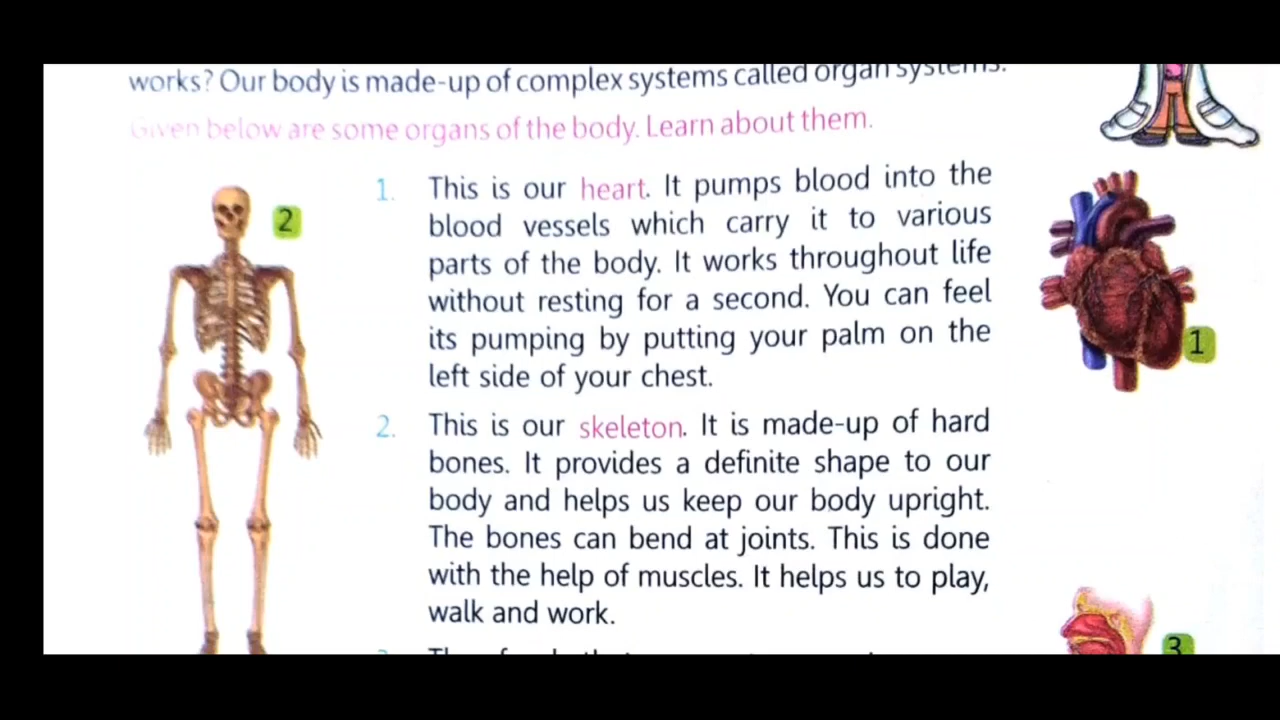 works? Our body is made-up of complex systems called organ systems.
Given below are some organs of the body. Learn about them.
1. This is our heart. It pumps blood into the
blood vessels which carry it to various
parts of the body. It works throughout life
without resting for a second. You can feel
its pumping by putting your palm on the
left side of your chest.
2. This is our skeleton. It is made-up of hard
bones. It provides a definite shape to our
body and helps us keep our body upright.
The bones can bend at joints. This is done
with the help of muscles. It helps us to play,
walk and work.
2
1
3